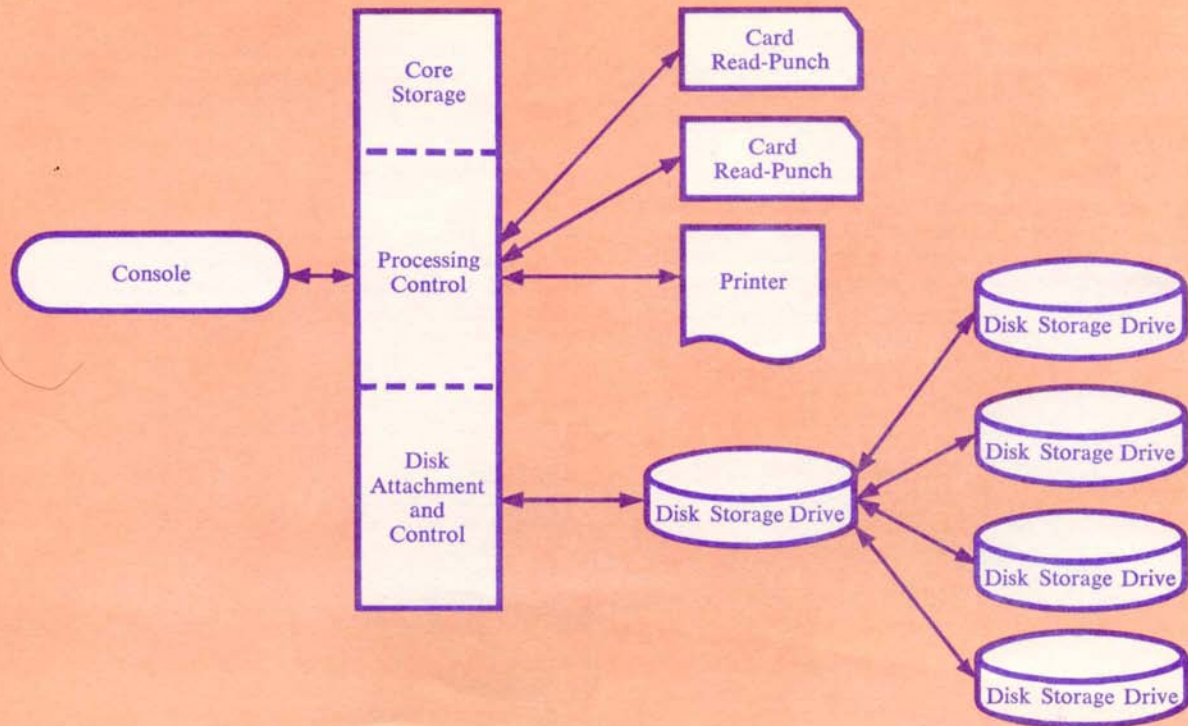 Core
Storage
Card
Read-Punch
Card
Read-Punch
Console
Processing
Control
Printer
Disk
Attachment
and
Control
Disk Storage Drive
Disk Storage Drive
Disk Storage Drive
Disk Storage Drive
Disk Storage Drive